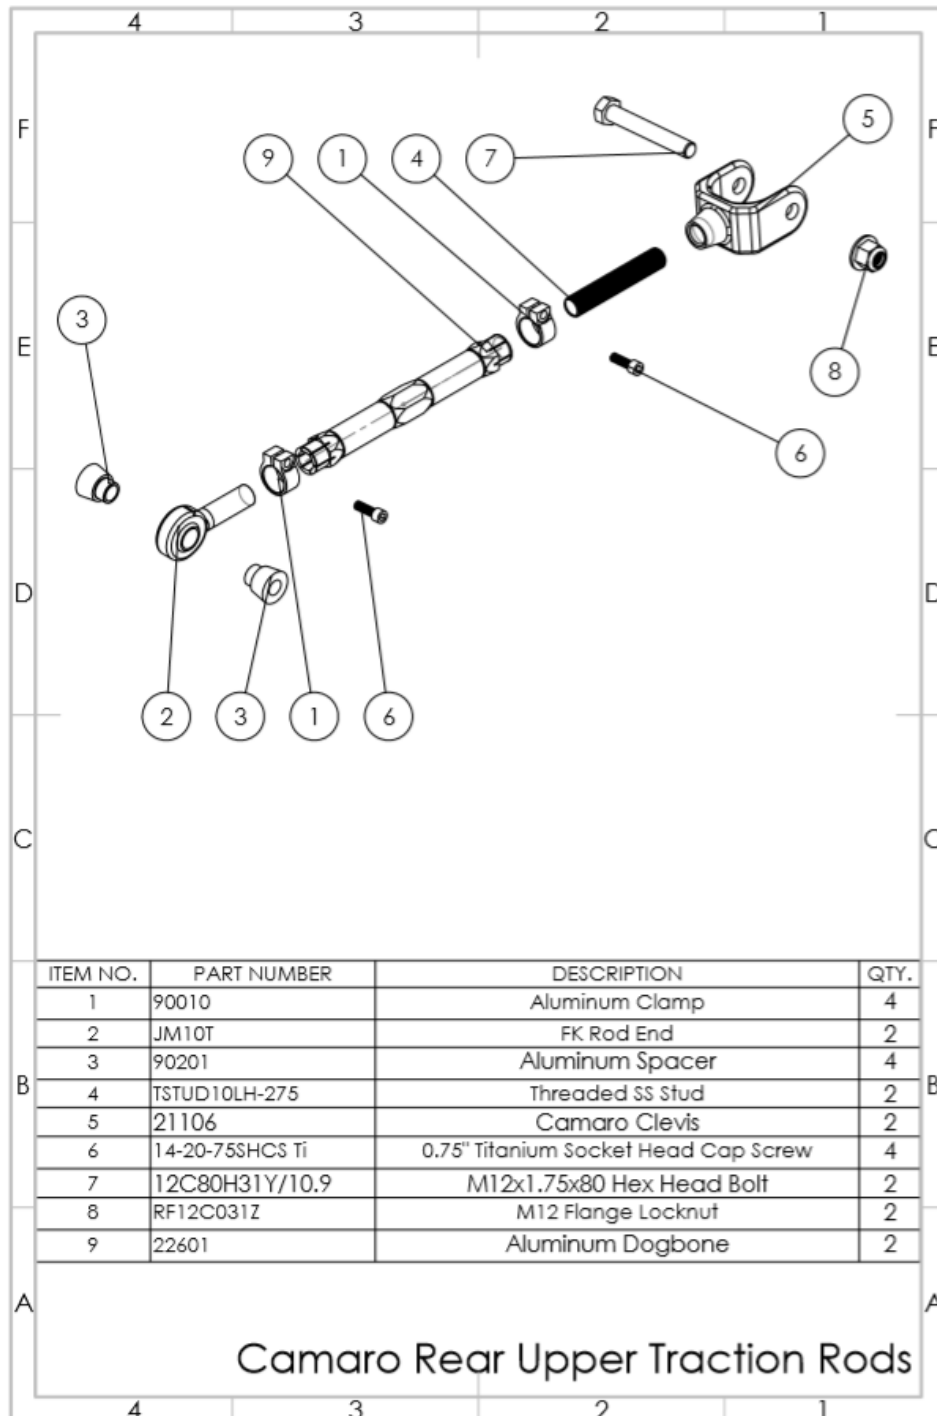 4 3 2 1
F F
9 1 4 7 5
3
E E
8
6
D D
2 3 1 6
C C
ITEM NO. PART NUMBER DESCRIPTION QTY.
1 90010 Aluminum Clamp 4
2 JM10T FK Rod End 2
3 90201 Aluminum Spacer 4
B B
4 TSTUD10LH-275 Threaded SS Stud 2
5 21106 Camaro Clevis 2
6 14-20-75SHCS Ti 0.75" Titanium Socket Head Cap Screw 4
7 12C80H31Y/10.9 M12x1.75x80 Hex Head Bolt 2
8 RF12C031Z M12 Flange Locknut 2
9 22601 Aluminum Dogbone 2
A A
Camaro Rear Upper Traction Rods
4 3 2 1